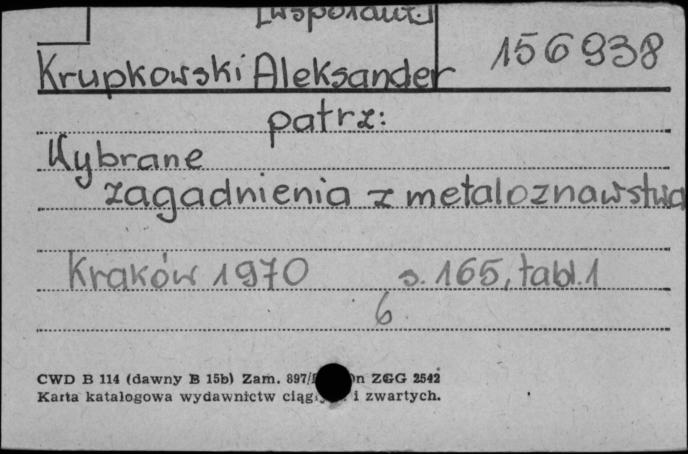 [współaut.]
Krupkowski Aleksander 156938
patrz:
Wybrane
zagadnienia z metaloznawstwa
Kraków 1970 s. 165, tabl. 1
6.
CWD B 114 (dawny B 15b) Zam. 897/ ZGG 2542
Karta katalogowa wydawnictw i zwartych.